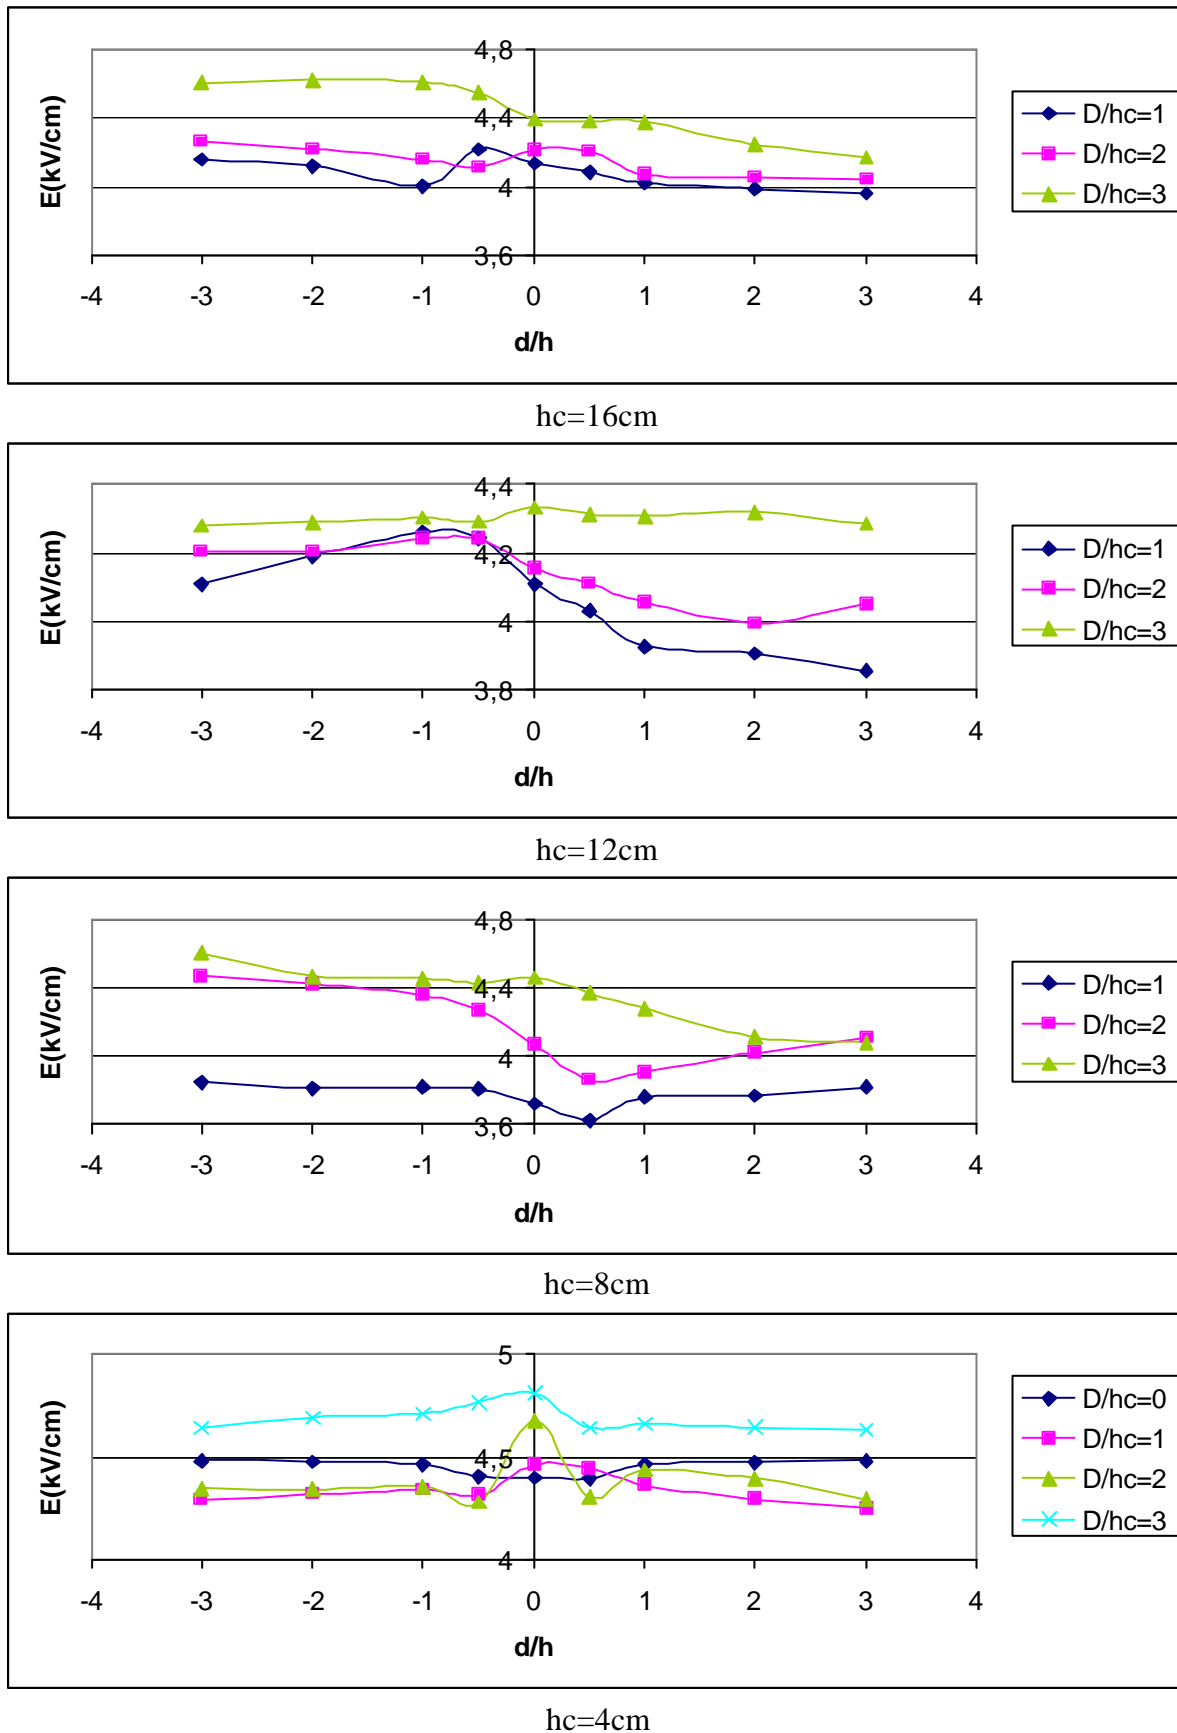 4,8
4,4
4
3,6
E(kV/cm)
-4 -3 -2 -1 0 1 2 3 4
d/h
D/hc=1
D/hc=2
D/hc=3
hc=16cm
4,4
4,2
4
3,8
E(kV/cm)
-4 -3 -2 -1 0 1 2 3 4
d/h
D/hc=1
D/hc=2
D/hc=3
hc=12cm
4,8
4,4
4
3,6
E(kV/cm)
-4 -3 -2 -1 0 1 2 3 4
d/h
D/hc=1
D/hc=2
D/hc=3
hc=8cm
5
4,5
4
E(kV/cm)
-4 -3 -2 -1 0 1 2 3 4
d/h
D/hc=0
D/hc=1
D/hc=2
D/hc=3
hc=4cm